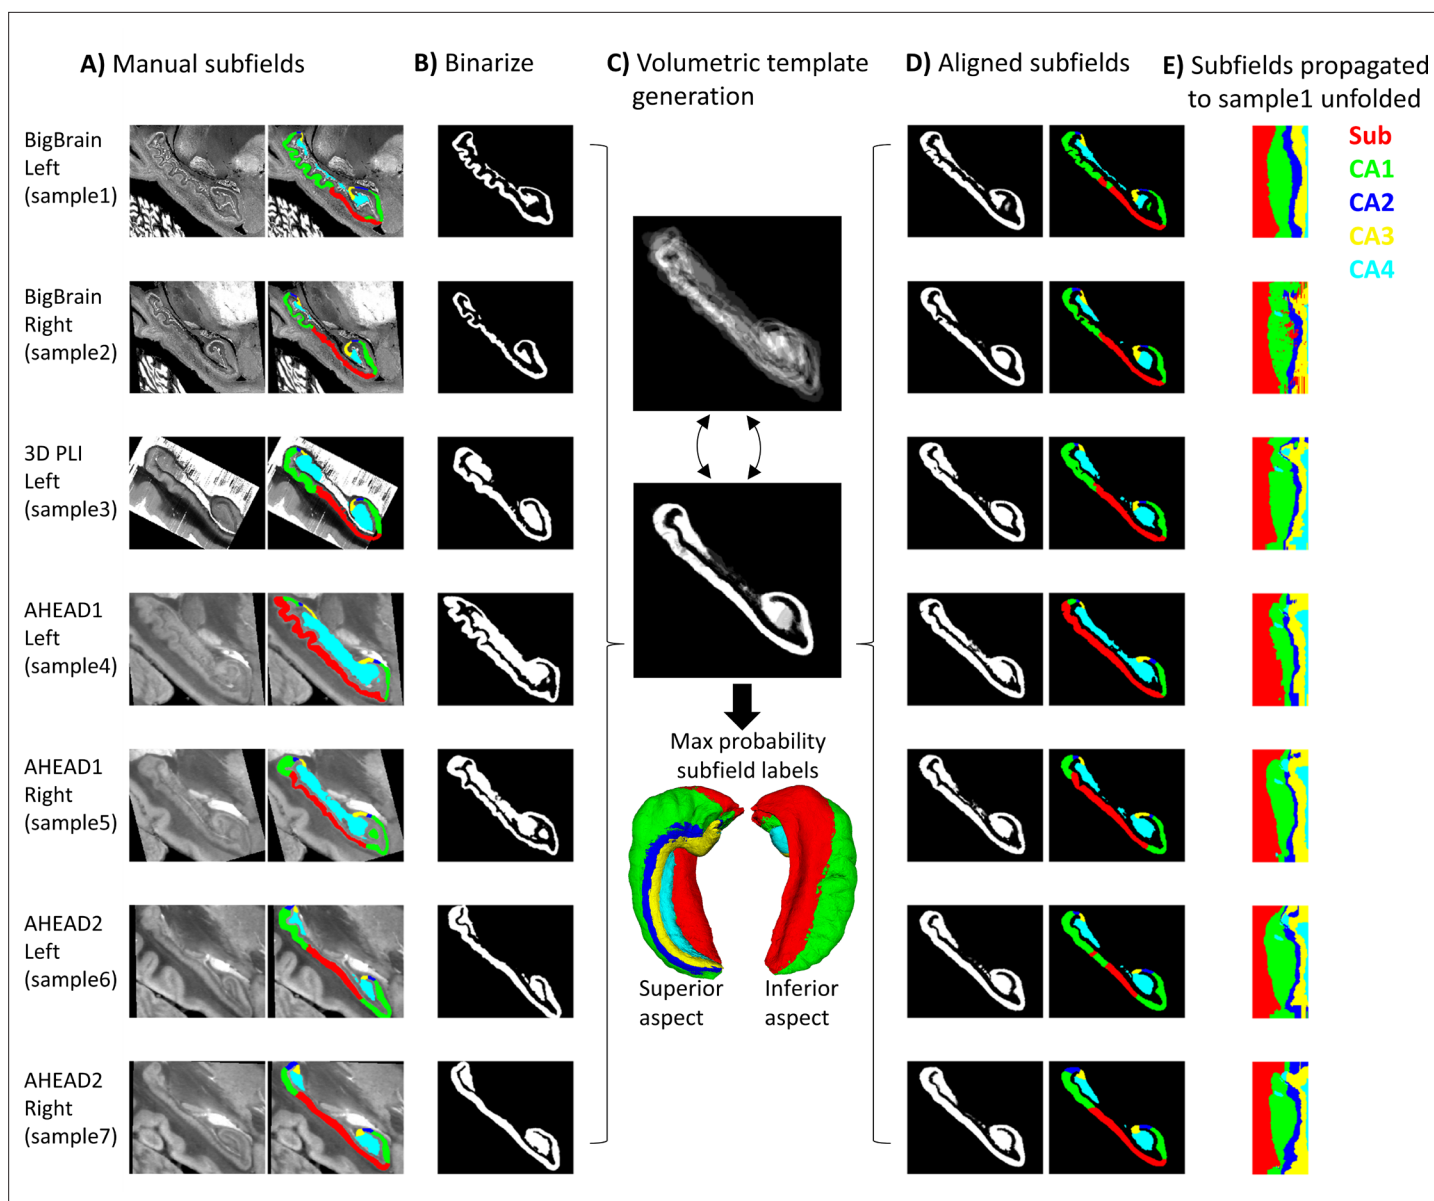 A) Manual subfields
B) Binarize
C) Volumetric template
generation
D) Aligned subfields
E) Subfields propagated
to sample1 unfolded
BigBrain
Left
(sample1)
Sub
CA1
CA2
CA3
CA4
BigBrain
Right
(sample2)
3D PLI
Left
(sample3)
AHEAD1
Left
(sample4)
Max probability
subfield labels
AHEAD1
Right
(sample5)
AHEAD2
Left
(sample6)
Superior
aspect
Inferior
aspect
AHEAD2
Right
(sample7)